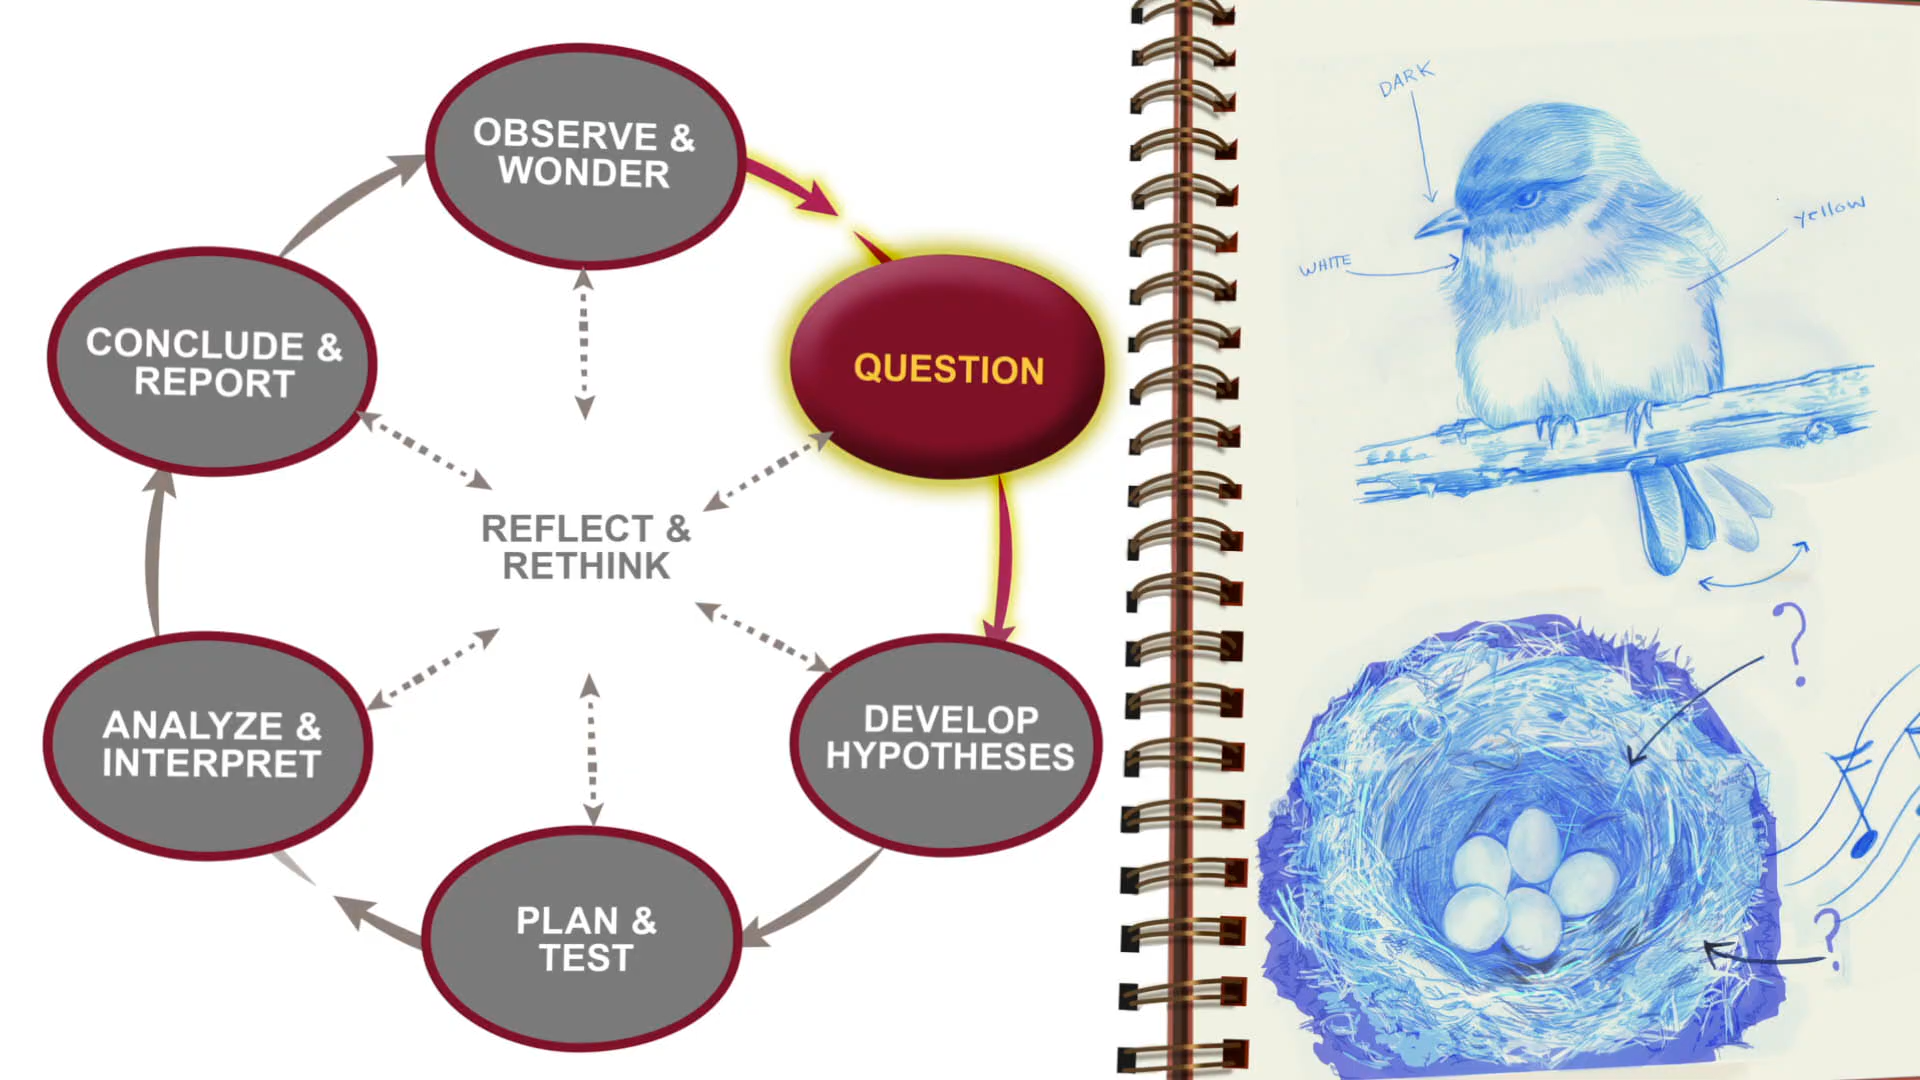 OBSERVE &
WONDER
QUESTION
DEVELOP
HYPOTHESES
PLAN &
TEST
ANALYZE &
INTERPRET
CONCLUDE &
REPORT
REFLECT &
RETHINK
DARK
WHITE
Yellow
?
?